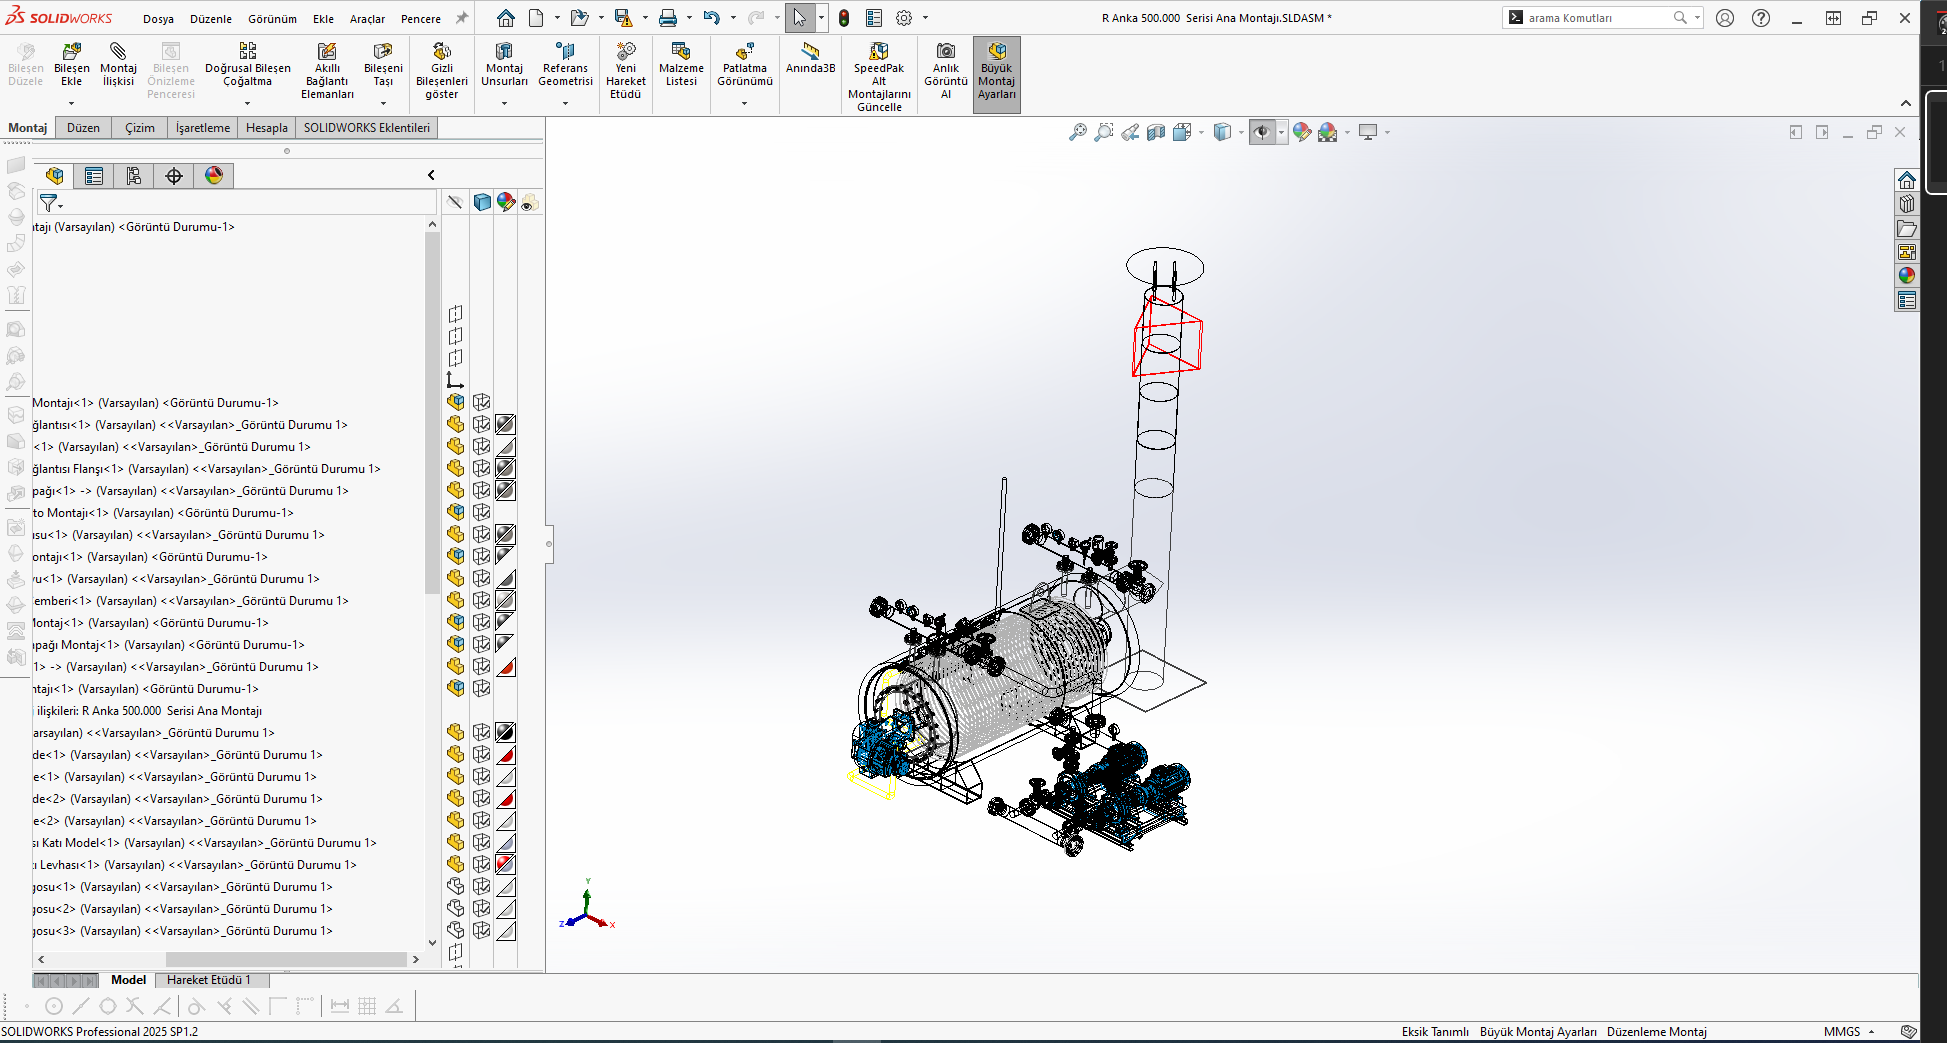 SOLIDWORKS
Dosya Düzenle Görünüm Ekle Araçlar Pencere
R Anka 500.000 Serisi Ana Montajı.SLDASM *
arama Komutları
Bileşen Düzele
Bileşen Ekle
Montaj İlişkisi
Bileşen Önizleme Penceresi
Doğrusal Bileşen Çoğaltma
Akıllı Bağlantı Elemanları
Bileşeni Taşı
Gizli Bileşenleri göster
Montaj Unsurları
Referans Geometrisi
Yeni Hareket Etüdü
Malzeme Listesi
Patlatma Görünümü
Anında3B
SpeedPak Alt Montajlarını Güncelle
Anlık Görüntü Al
Büyük Montaj Ayarları
Montaj Düzen Çizim İşaretleme Hesapla SOLIDWORKS Eklentileri
ıtajı (Varsayılan) <Görüntü Durumu-1>
Montajı<1> (Varsayılan) <Görüntü Durumu-1>
ğlantısı<1> (Varsayılan) <<Varsayılan>_Görüntü Durumu 1>
<1> (Varsayılan) <<Varsayılan>_Görüntü Durumu 1>
ğlantısı Flanşı<1> (Varsayılan) <<Varsayılan>_Görüntü Durumu 1>
pağı<1> -> (Varsayılan) <<Varsayılan>_Görüntü Durumu 1>
to Montajı<1> (Varsayılan) <Görüntü Durumu-1>
usu<1> (Varsayılan) <<Varsayılan>_Görüntü Durumu 1>
ontajı<1> (Varsayılan) <Görüntü Durumu-1>
yu<1> (Varsayılan) <<Varsayılan>_Görüntü Durumu 1>
emberi<1> (Varsayılan) <<Varsayılan>_Görüntü Durumu 1>
Montaj<1> (Varsayılan) <Görüntü Durumu-1>
ıpağı Montaj<1> (Varsayılan) <Görüntü Durumu-1>
1> -> (Varsayılan) <<Varsayılan>_Görüntü Durumu 1>
ntajı<1> (Varsayılan) <Görüntü Durumu-1>
ilişkileri: R Anka 500.000 Serisi Ana Montajı
arsayılan) <<Varsayılan>_Görüntü Durumu 1>
de<1> (Varsayılan) <<Varsayılan>_Görüntü Durumu 1>
e<1> (Varsayılan) <<Varsayılan>_Görüntü Durumu 1>
de<2> (Varsayılan) <<Varsayılan>_Görüntü Durumu 1>
e<2> (Varsayılan) <<Varsayılan>_Görüntü Durumu 1>
sı Katı Model<1> (Varsayılan) <<Varsayılan>_Görüntü Durumu 1>
ı Levhası<1> (Varsayılan) <<Varsayılan>_Görüntü Durumu 1>
gosu<1> (Varsayılan) <<Varsayılan>_Görüntü Durumu 1>
gosu<2> (Varsayılan) <<Varsayılan>_Görüntü Durumu 1>
gosu<3> (Varsayılan) <<Varsayılan>_Görüntü Durumu 1>
Y
Z X
Model Hareket Etüdü 1
SOLIDWORKS Professional 2025 SP1.2
Eksik Tanımlı Büyük Montaj Ayarları Düzenleme Montaj MMGS